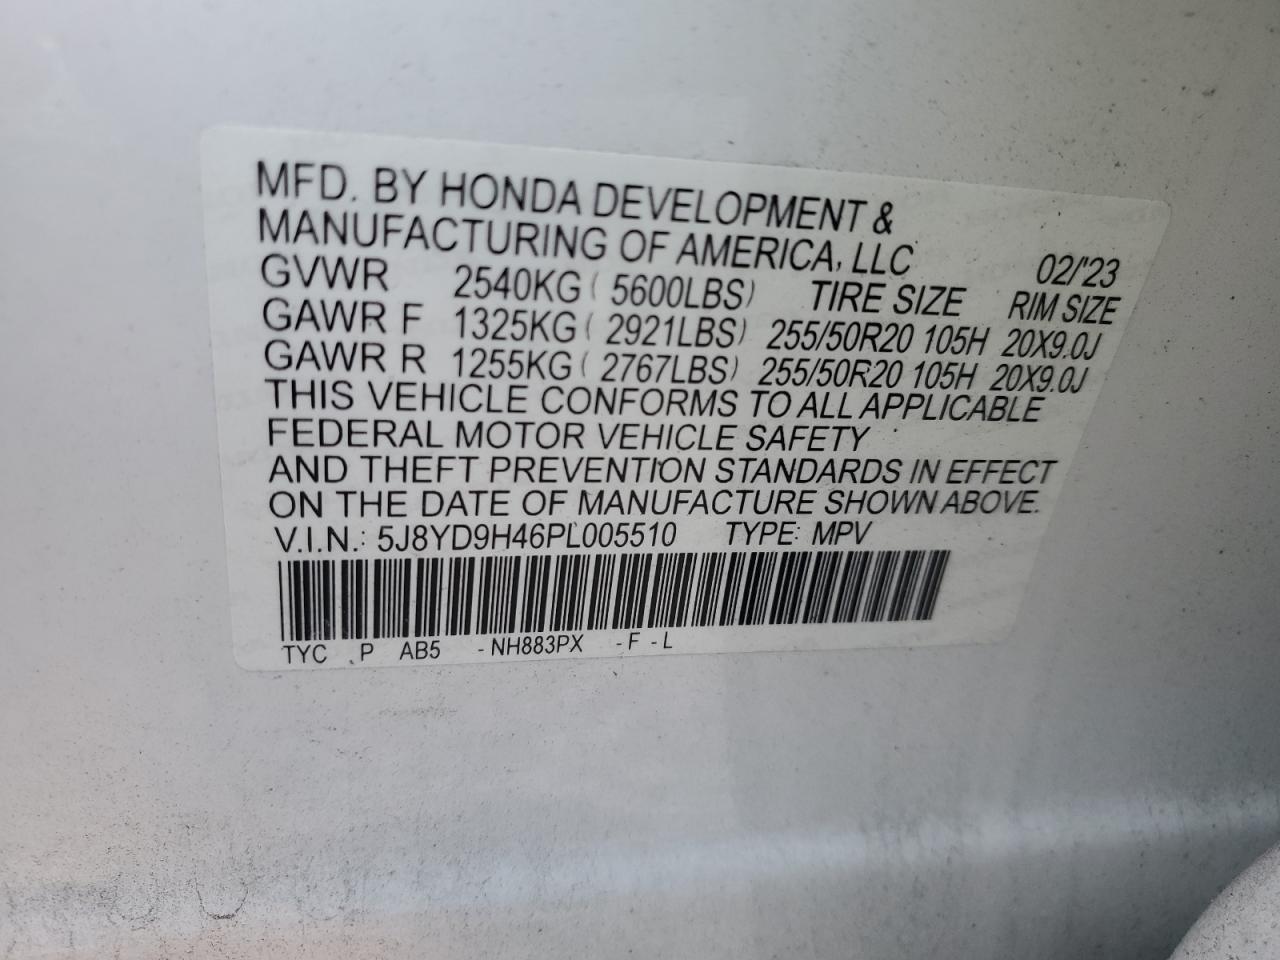 MFD. BY HONDA DEVELOPMENT &
MANUFACTURING OF AMERICA, LLC 02/'23
GVWR 2540KG ( 5600LBS) TIRE SIZE RIM SIZE
GAWR F 1325KG ( 2921LBS) 255/50R20 105H 20X9.0J
GAWR R 1255KG ( 2767LBS) 255/50R20 105H 20X9.0J
THIS VEHICLE CONFORMS TO ALL APPLICABLE
FEDERAL MOTOR VEHICLE SAFETY
AND THEFT PREVENTION STANDARDS IN EFFECT
ON THE DATE OF MANUFACTURE SHOWN ABOVE.
V.I.N.: 5J8YD9H46PL005510 TYPE: MPV
TYC P AB5 - NH883PX - F - L